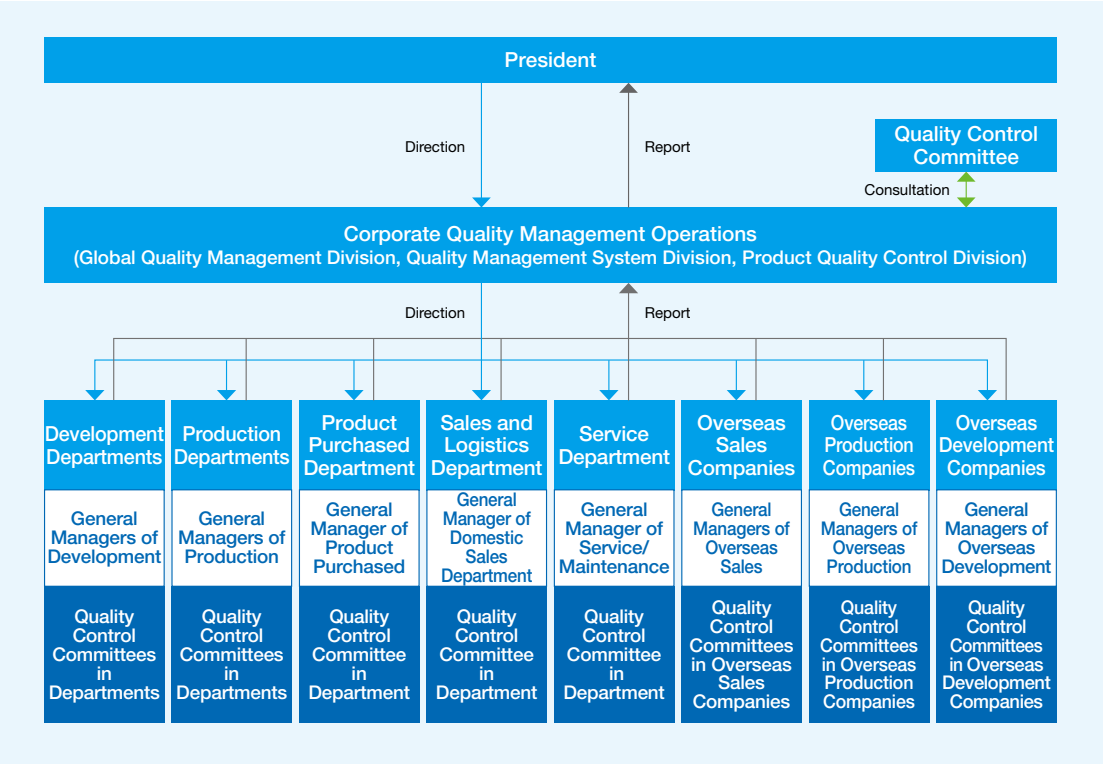 President
Direction
Report
Quality Control
Committee
Consultation
Corporate Quality Management Operations
(Global Quality Management Division, Quality Management System Division, Product Quality Control Division)
Direction
Report
Development
Departments
General
Managers of
Development
Quality
Control
Committees
in
Departments
Production
Departments
General
Managers of
Production
Quality
Control
Committees
in
Departments
Product
Purchased
Department
General
Manager of
Product
Purchased
Quality
Control
Committee
in
Department
Sales and
Logistics
Department
General
Manager of
Domestic
Sales
Department
Quality
Control
Committee
in
Department
Service
Department
General
Manager of
Service/
Maintenance
Quality
Control
Committee
in
Department
Overseas
Sales
Companies
General
Managers of
Overseas
Sales
Quality
Control
Committees
in Overseas
Sales
Companies
Overseas
Production
Companies
General
Managers of
Overseas
Production
Quality
Control
Committees
in Overseas
Production
Companies
Overseas
Development
Companies
General
Managers of
Overseas
Development
Quality
Control
Committees
in Overseas
Development
Companies